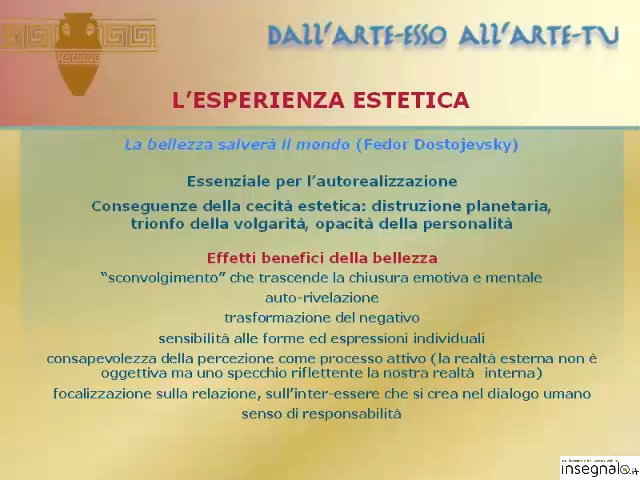 DALL'ARTE-ESSO ALL'ARTE-TU
L'ESPERIENZA ESTETICA
La bellezza salverà il mondo (Fedor Dostojevsky)
Essenziale per l'autorealizzazione
Conseguenze della cecità estetica: distruzione planetaria,
trionfo della volgarità, opacità della personalità
Effetti benefici della bellezza
"sconvolgimento" che trascende la chiusura emotiva e mentale
auto-rivelazione
trasformazione del negativo
sensibilità alle forme ed espressioni individuali
consapevolezza della percezione come processo attivo (la realtà esterna non è
oggettiva ma uno specchio riflettente la nostra realtà interna)
focalizzazione sulla relazione, sull'inter-essere che si crea nel dialogo umano
senso di responsabilità
insegnalo.it